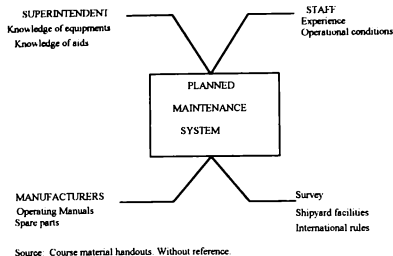 SUPERINTENDENT
Knowledge of equipments
Knowledge of aids
STAFF
Experience
Operational conditions
PLANNED
MAINTENANCE
SYSTEM
MANUFACTURERS
Operating Manuals
Spare parts
Survey
Shipyard facilities
International rules
Source: Course material handouts. Without reference.